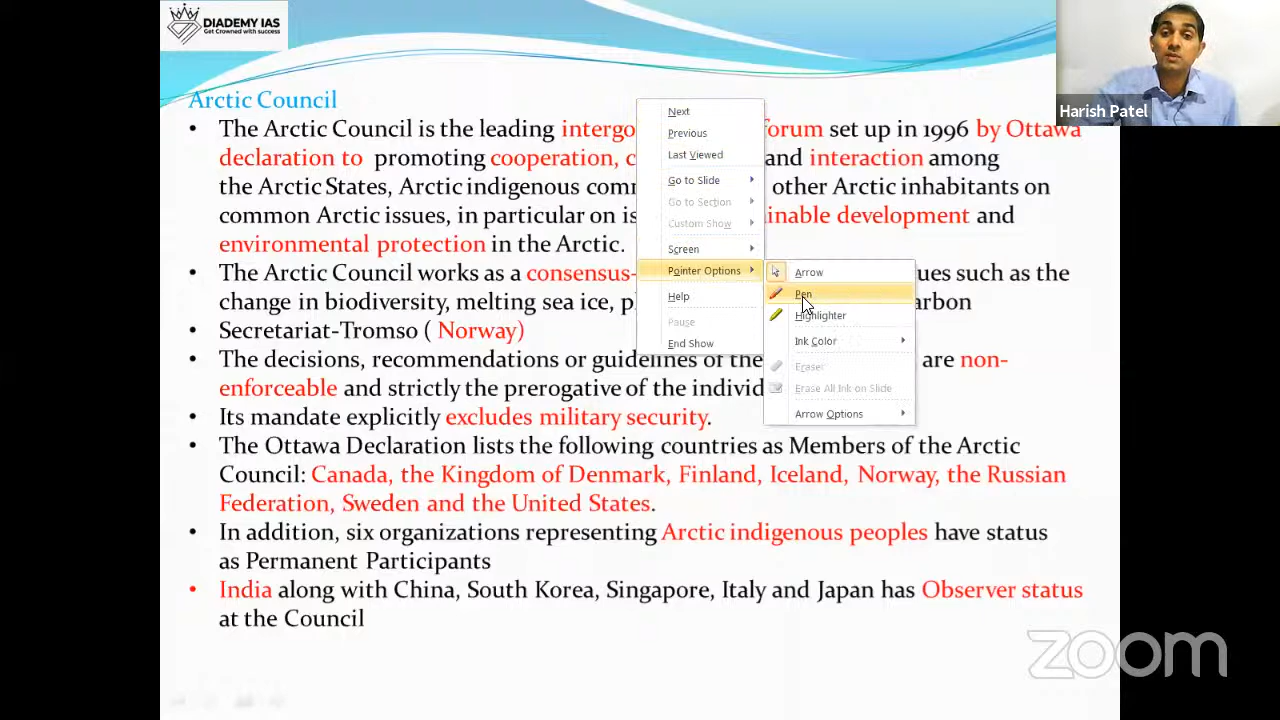 DIADEMY IAS
Get Crowned with success
Harish Patel
Arctic Council
• The Arctic Council is the leading intergo forum set up in 1996 by Ottawa
declaration to promoting cooperation, c and interaction among
the Arctic States, Arctic indigenous com other Arctic inhabitants on
common Arctic issues, in particular on is inable development and
environmental protection in the Arctic.
• The Arctic Council works as a consensus- ues such as the
change in biodiversity, melting sea ice, pl arbon
• Secretariat-Tromso ( Norway)
• The decisions, recommendations or guidelines of the are non-
enforceable and strictly the prerogative of the individ
• Its mandate explicitly excludes military security.
• The Ottawa Declaration lists the following countries as Members of the Arctic
Council: Canada, the Kingdom of Denmark, Finland, Iceland, Norway, the Russian
Federation, Sweden and the United States.
• In addition, six organizations representing Arctic indigenous peoples have status
as Permanent Participants
• India along with China, South Korea, Singapore, Italy and Japan has Observer status
at the Council
Next
Previous
Last Viewed
Go to Slide
Go to Section
Custom Show
Screen
Pointer Options
Help
Pause
End Show
Arrow
Pen
Highlighter
Ink Color
Eraser
Erase All Ink on Slide
Arrow Options
zoom